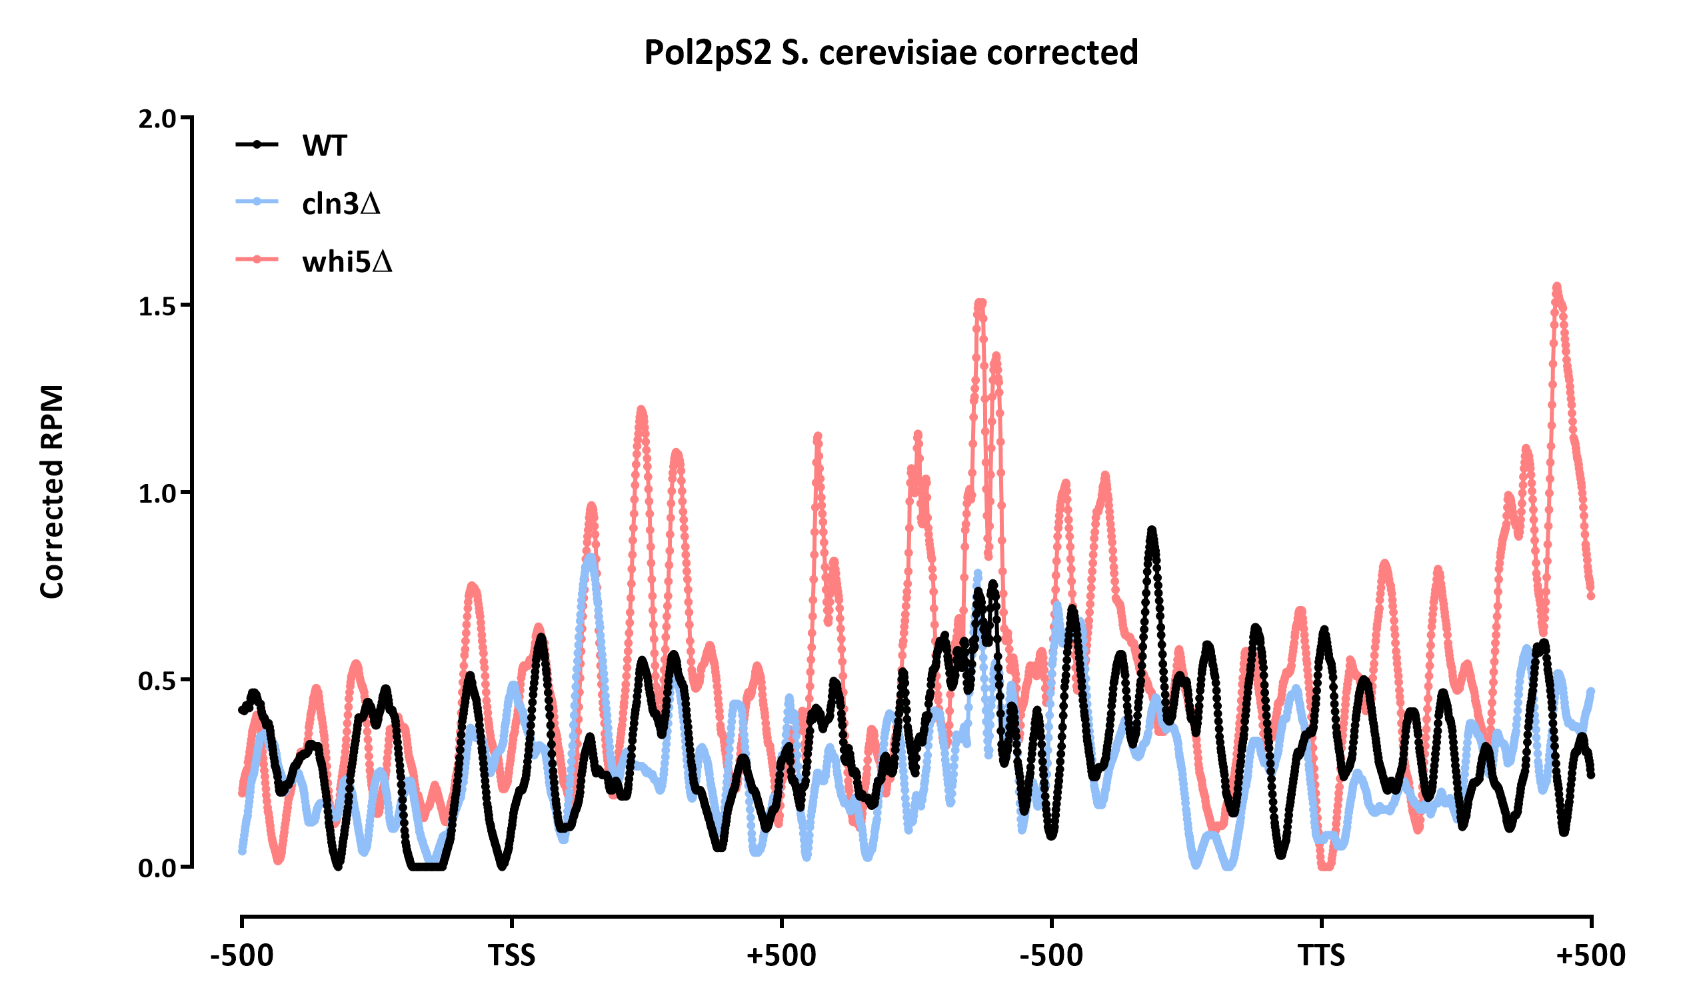 Pol2pS2 S. cerevisiae corrected
2.0
WT
cln3Δ
whi5Δ
1.5
1.0
0.5
0.0
Corrected RPM
-500
TSS
+500
-500
TTS
+500